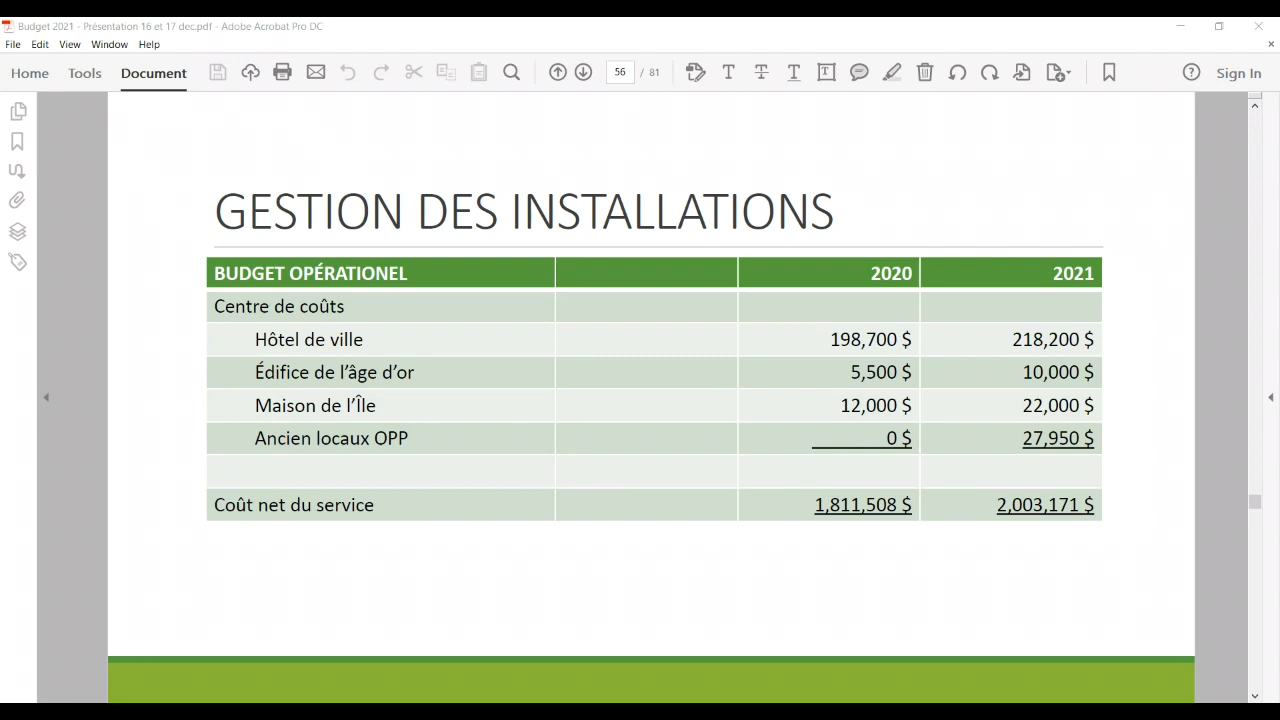 Budget 2021 - Présentation 16 et 17 dec.pdf - Adobe Acrobat Pro DC
File Edit View Window Help
Home Tools Document 56 / 81 Sign In
GESTION DES INSTALLATIONS
BUDGET OPÉRATIONEL 2020 2021
Centre de coûts
Hôtel de ville 198,700 $ 218,200 $
Édifice de l’âge d’or 5,500 $ 10,000 $
Maison de l’Île 12,000 $ 22,000 $
Ancien locaux OPP 0 $ 27,950 $
Coût net du service 1,811,508 $ 2,003,171 $